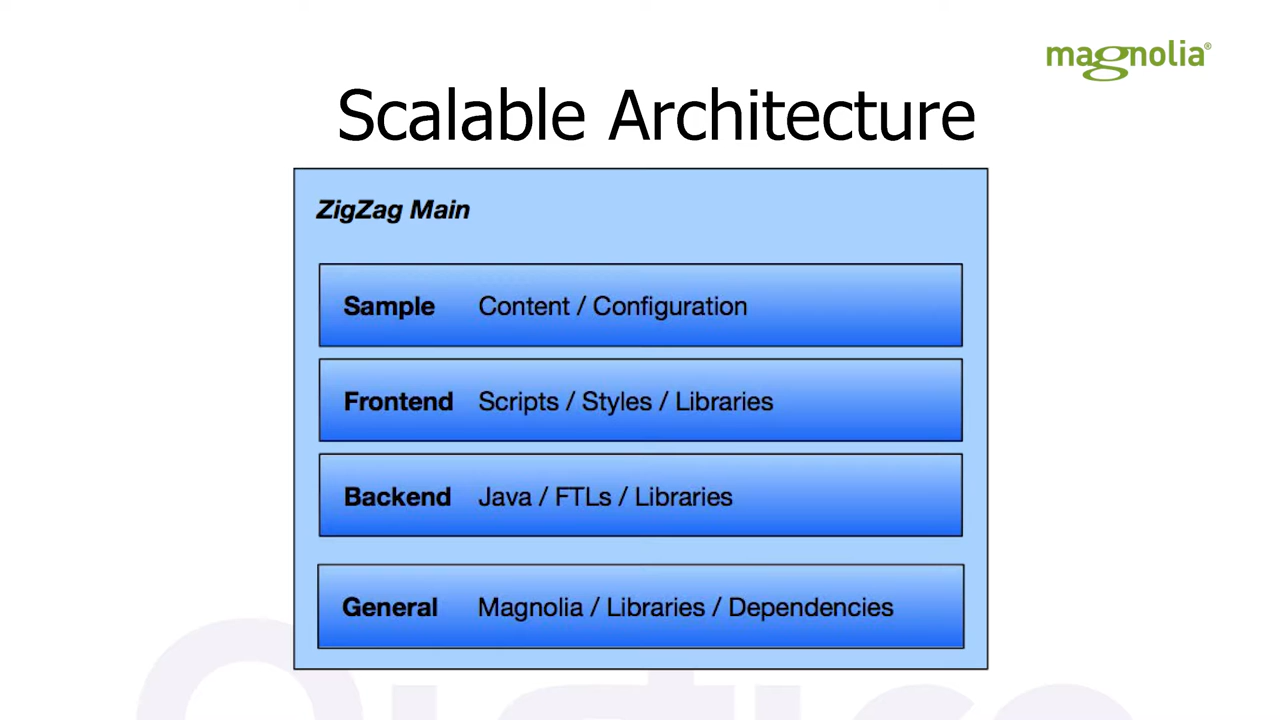 magnolia®
Scalable Architecture
ZigZag Main
Sample Content / Configuration
Frontend Scripts / Styles / Libraries
Backend Java / FTLs / Libraries
General Magnolia / Libraries / Dependencies